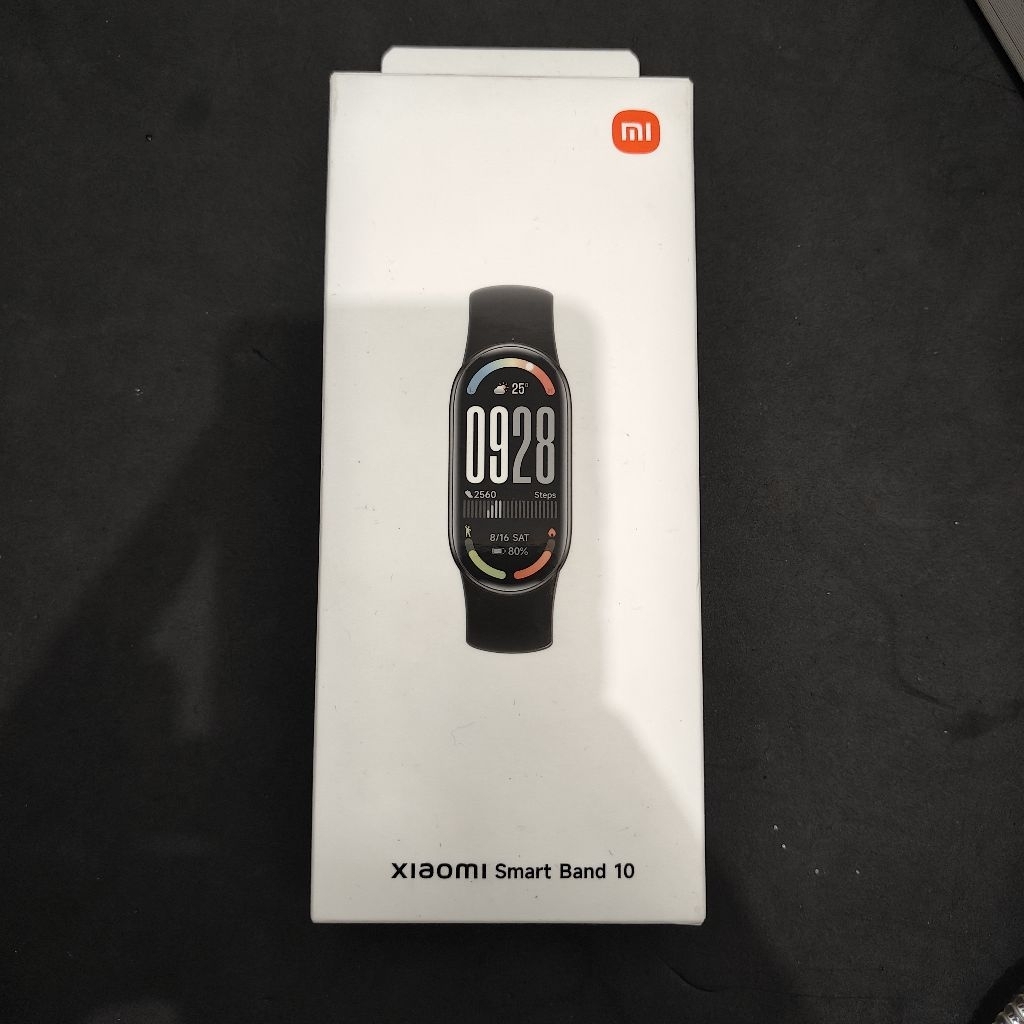 mi
25°
0928
2560 Steps
8/16 SAT
80%
xiaomi Smart Band 10